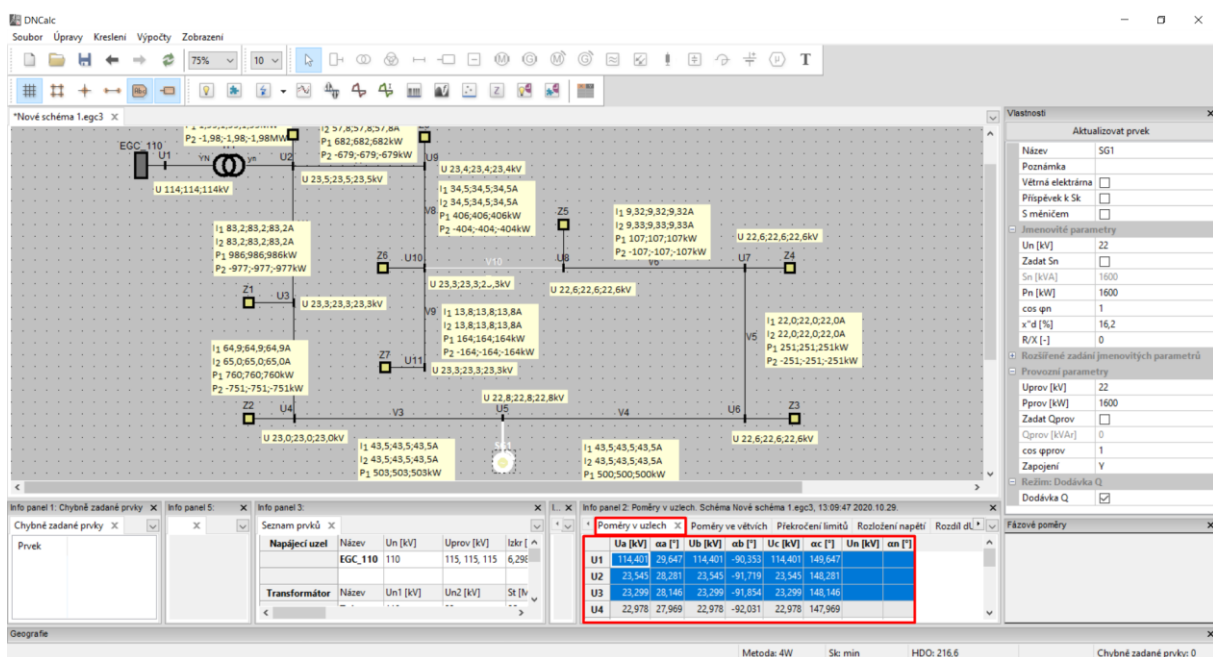 DNCalc
Soubor Úpravy Kreslení Výpočty Zobrazení
75% 10 T
*Nové schéma 1.egc3 X
P2 -1,98;-1,98;-1,98MW
I2 57,8;57,8;57,8A
P1 682;682;682kW
P2 -679;-679;-679kW
EGC_110
U1
YN yn
U2
U9
U 114;114;114kV
U 23,5;23,5;23,5kV
U 23,4;23,4;23,4kV
I1 34,5;34,5;34,5A
I2 34,5;34,5;34,5A
P1 406;406;406kW
P2 -404;-404;-404kW
V8
Z5
I1 9,32;9,32;9,32A
I2 9,33;9,33;9,33A
P1 107;107;107kW
P2 -107;-107;-107kW
U 22,6;22,6;22,6kV
I1 83,2;83,2;83,2A
I2 83,2;83,2;83,2A
P1 986;986;986kW
P2 -977;-977;-977kW
Z6 U10 V10 U8 V6 U7 Z4
U 23,3;23,3;2...,3kV
U 22,6;22,6;22,6kV
Z1 U3
U 23,3;23,3;23,3kV
V9
I1 13,8;13,8;13,8A
I2 13,8;13,8;13,8A
P1 164;164;164kW
P2 -164;-164;-164kW
V5
I1 22,0;22,0;22,0A
I2 22,0;22,0;22,0A
P1 251;251;251kW
P2 -251;-251;-251kW
I1 64,9;64,9;64,9A
I2 65,0;65,0;65,0A
P1 760;760;760kW
P2 -751;-751;-751kW
Z7 U11
U 23,3;23,3;23,3kV
U 22,8;22,8;22,8kV
Z2 U4 V3 U5 V4 U6 Z3
U 23,0;23,0;23,0kV
U 22,6;22,6;22,6kV
SG1
I1 43,5;43,5;43,5A
I2 43,5;43,5;43,5A
P1 503;503;503kW
I1 43,5;43,5;43,5A
I2 43,5;43,5;43,5A
P1 500;500;500kW
Vlastnosti X
Aktualizovat prvek
Název SG1
Poznámka
Větrná elektrárna
Příspěvek k Sk
S měničem
Jmenovité parametry
Un [kV] 22
Zadat Sn
Sn [kVA] 1600
Pn [kW] 1600
cos φn 1
x"d [%] 16,2
R/X [-] 0
Rozšířené zadání jmenovitých parametrů
Provozní parametry
Uprov [kV] 22
Pprov [kW] 1600
Zadat Qprov
Qprov [kVAr] 0
cos φprov 1
Zapojení Y
Režim: Dodávka Q
Dodávka Q
Info panel 1: Chybně zadané prvky X
Chybné zadané prvky X
Prvek
Info panel 5: X
X
Info panel 3: X
Seznam prvků X
Napájecí uzel Název Un [kV] Uprov [kV] Izkr [
EGC_110 110 115, 115, 115 6,298
Transformátor Název Un1 [kV] Un2 [kV]
I... X
Info panel 2: Poměry v uzlech. Schéma Nové schéma 1.egc3, 13:09:47 2020.10.29. X
Poměry v uzlech X Poměry ve větvích Překročení limitů Rozložení napětí Rozdíl
Ua [kV] αa [°] Ub [kV] αb [°] Uc [kV] αc [°] Un [kV] αn [°]
U1 114,401 29,647 114,401 -90,353 114,401 149,647
U2 23,545 28,281 23,545 -91,719 23,545 148,281
U3 23,299 28,146 23,299 -91,854 23,299 148,146
U4 22,978 27,969 22,978 -92,031 22,978 147,969
Fázové poměry X
Geografie X
Metoda: 4W Sk: min HDO: 216,6 Chybné zadané prvky: 0